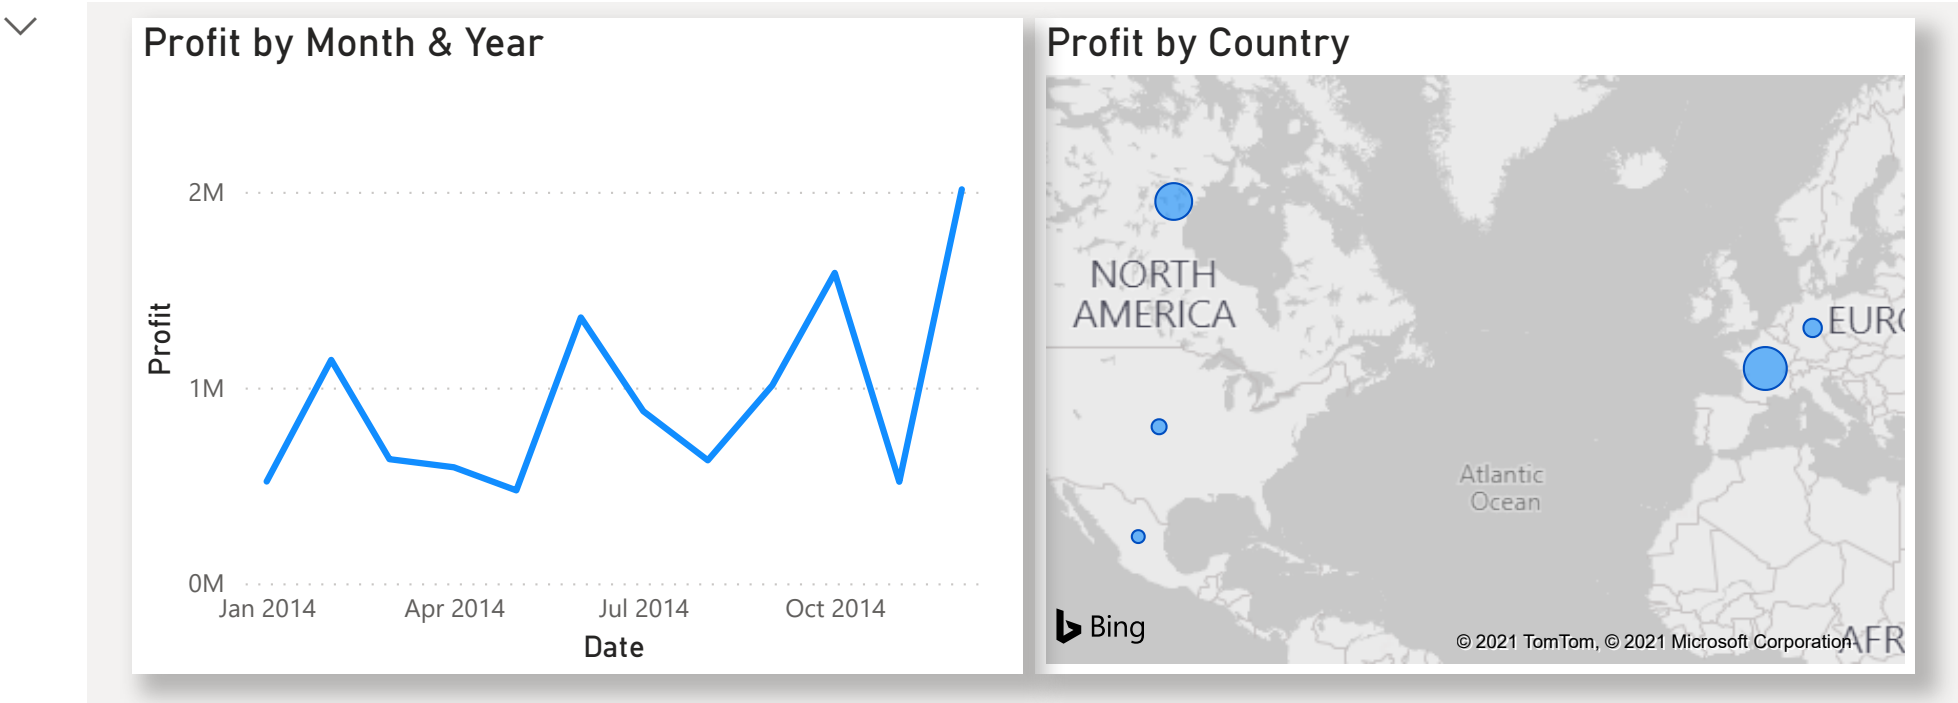 Profit by Month & Year
2M
1M
0M
Profit
Jan 2014
Apr 2014
Jul 2014
Oct 2014
Date
Profit by Country
NORTH
AMERICA
EURO
Atlantic
Ocean
Bing
© 2021 TomTom, © 2021 Microsoft Corporation
AFR